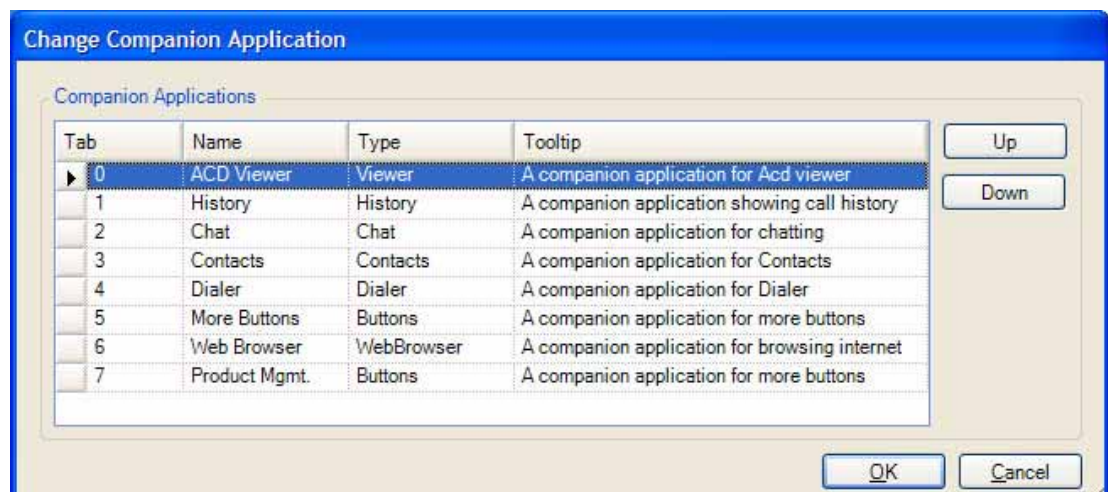 Change Companion Application
Companion Applications
Tab Name Type Tooltip
0 ACD Viewer Viewer A companion application for Acd viewer
1 History History A companion application showing call history
2 Chat Chat A companion application for chatting
3 Contacts Contacts A companion application for Contacts
4 Dialer Dialer A companion application for Dialer
5 More Buttons Buttons A companion application for more buttons
6 Web Browser WebBrowser A companion application for browsing internet
7 Product Mgmt. Buttons A companion application for more buttons
Up
Down
OK Cancel